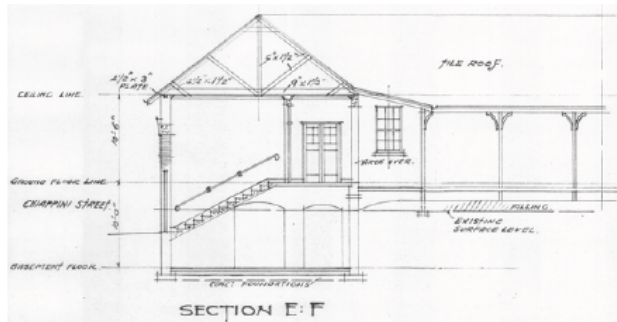 TILE ROOF.
5"x 1½"
4½" x 3"
PLATE
4½"x 1½"
9"x 1½"
CEILING LINE.
ARCH OVER.
GROUND FLOOR LINE
CHIAPPINI STREET.
FILLING
EXISTING
SURFACE LEVEL.
BASEMENT FLOOR
CONC: FOUNDATIONS
SECTION E:F